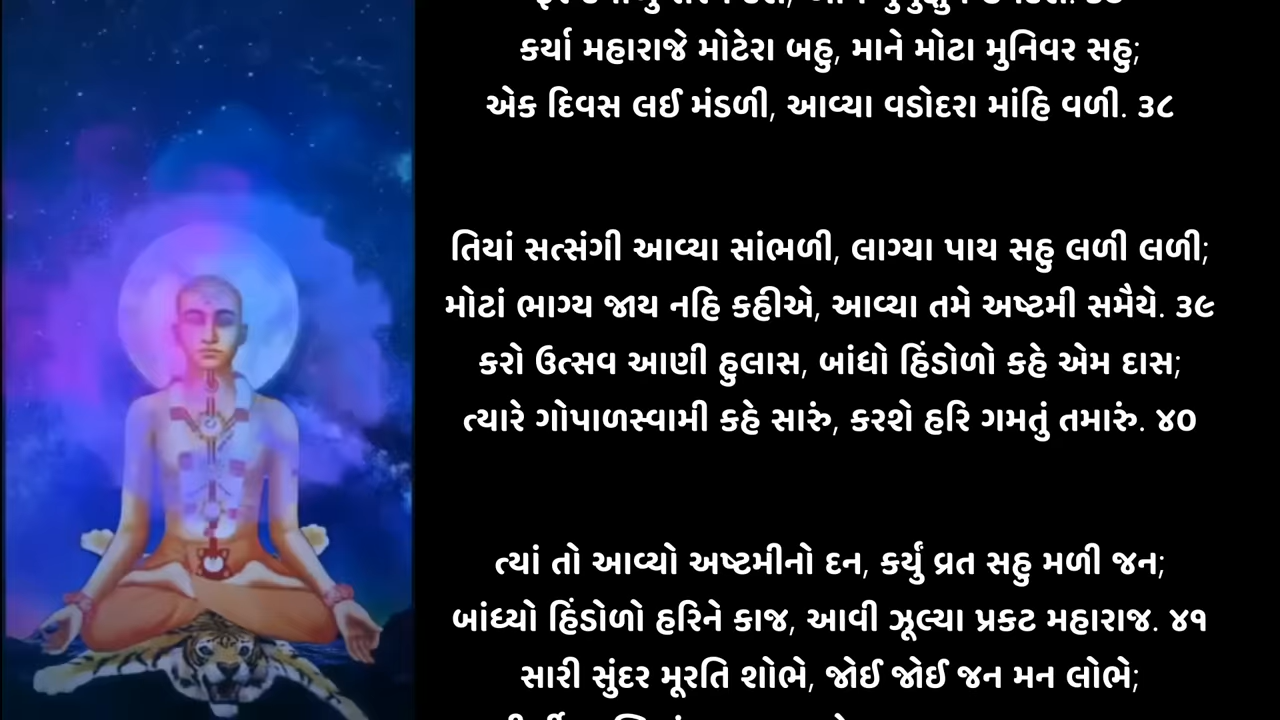 કર્યા મહારાજે મોટેરા બહુ, માને મોટા મુનિવર સહુ;
એક દિવસ લઈ મંડળી, આવ્યા વડોદરા માંહિ વળી. ૩૮
તિયાં સત્સંગી આવ્યા સાંભળી, લાગ્યા પાય સહુ લળી લળી;
મોટાં ભાગ્ય જાય નહિ કહીએ, આવ્યા તમે અષ્ટમી સમૈયે. ૩૯
કરો ઉત્સવ આણી હુલાસ, બાંધો હિંડોળો કહે એમ દાસ;
ત્યારે ગોપાળસ્વામી કહે સારું, કરશે હરિ ગમતું તમારું. ૪૦
ત્યાં તો આવ્યો અષ્ટમીનો દન, કર્યું વ્રત સહુ મળી જન;
બાંધ્યો હિંડોળો હરિને કાજ, આવી ઝૂલ્યા પ્રકટ મહારાજ. ૪૧
સારી સુંદર મૂરતિ શોભે, જોઈ જોઈ જન મન લોભે;